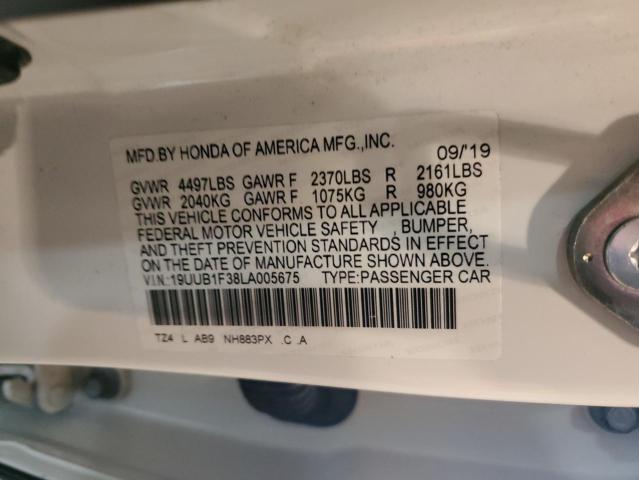 MFD.BY HONDA OF AMERICA MFG.,INC. 09/'19
GVWR 4497LBS GAWR F 2370LBS R 2161LBS
GVWR 2040KG GAWR F 1075KG R 980KG
THIS VEHICLE CONFORMS TO ALL APPLICABLE
FEDERAL MOTOR VEHICLE SAFETY , BUMPER,
AND THEFT PREVENTION STANDARDS IN EFFECT
ON THE DATE OF MANUFACTURE SHOWN ABOVE.
V.I.N.:19UUB1F38LA005675 TYPE:PASSENGER CAR
TZ4 L AB9 NH883PX .C .A